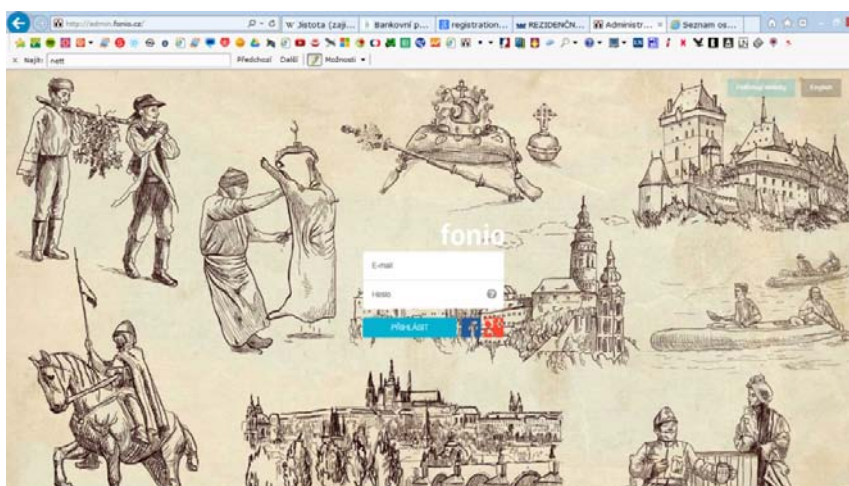 http://admin.fonio.cz/
W Jistota (zaji...
Bankovní p...
registration...
REZIDENČN...
Administr...
Seznam os...
x Najít: nett
Předchozí Další Možnosti
English
fonio
E-mail
Heslo
PŘIHLÁSIT